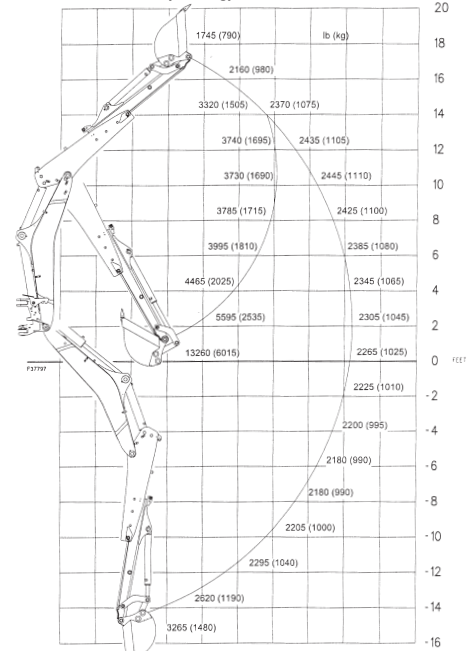 20
1745 (790) lb (kg) 18
2160 (980) 16
3320 (1505) 2370 (1075) 14
3740 (1695) 2435 (1105) 12
3730 (1690) 2445 (1110) 10
3785 (1715) 2425 (1100) 8
3995 (1810) 2385 (1080) 6
4465 (2025) 2345 (1065) 4
5595 (2535) 2305 (1045) 2
13260 (6015) 2265 (1025) 0 FEET
F37797
2225 (1010) -2
2200 (995) -4
2180 (990) -6
2180 (990) -8
2205 (1000) -10
2295 (1040) -12
2620 (1190) -14
3265 (1480) -16